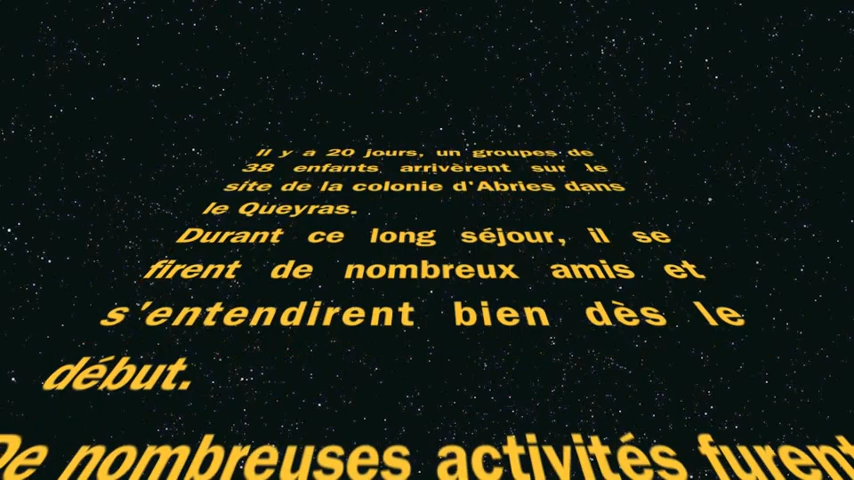 Il y a 20 jours, un groupes de
38 enfants arrivèrent sur le
site de la colonie d'Abries dans
le Queyras.
Durant ce long séjour, il se
firent de nombreux amis et
s'entendirent bien dès le
début.
De nombreuses activités furent